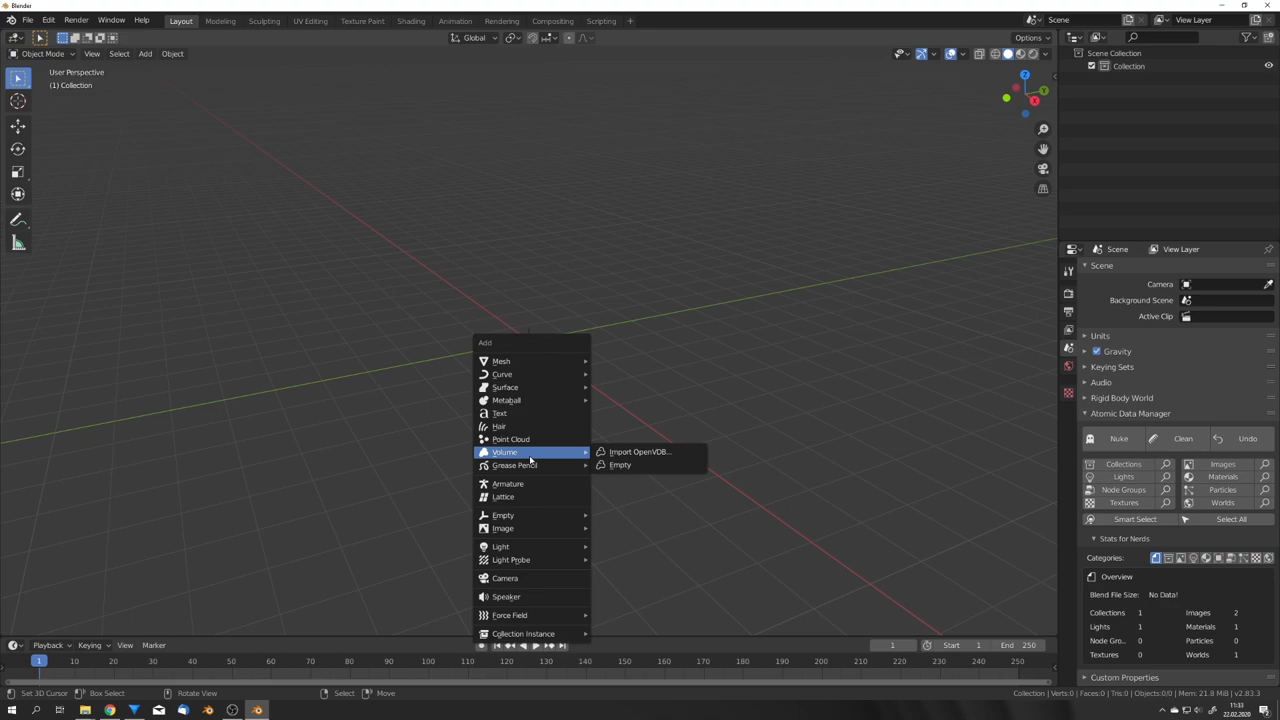 Blender
File Edit Render Window Help Layout Modeling Sculpting UV Editing Texture Paint Shading Animation Rendering Compositing Scripting + Scene View Layer
Global Options
Object Mode View Select Add Object
User Perspective
(1) Collection
Z
Y
X
Scene Collection
Collection
Scene View Layer
Scene
Camera
Background Scene
Active Clip
Units
Gravity
Keying Sets
Audio
Rigid Body World
Atomic Data Manager
Nuke Clean Undo
Collections Images
Lights Materials
Node Groups Particles
Textures Worlds
Smart Select Select All
Stats for Nerds
Categories:
Overview
Blend File Size: No Data!
Collections 1 Images 2
Lights 1 Materials 1
Node Gro... 0 Particles 0
Textures 0 Worlds 1
Custom Properties
Add
Mesh
Curve
Surface
Metaball
Text
Hair
Point Cloud
Volume
Grease Pencil
Armature
Lattice
Empty
Image
Light
Light Probe
Camera
Speaker
Force Field
Collection Instance
Import OpenVDB...
Empty
Playback Keying View Marker 1 Start 1 End 250
1 10 20 30 40 50 60 70 80 90 100 110 120 130 140 150 160 170 180 190 200 210 220 230 240 250
Set 3D Cursor Box Select Rotate View Select Move Collection | Verts:0 | Faces:0 | Tris:0 | Objects:0/0 | Mem: 21.8 MiB | v2.83.3
11:33
22.02.2020